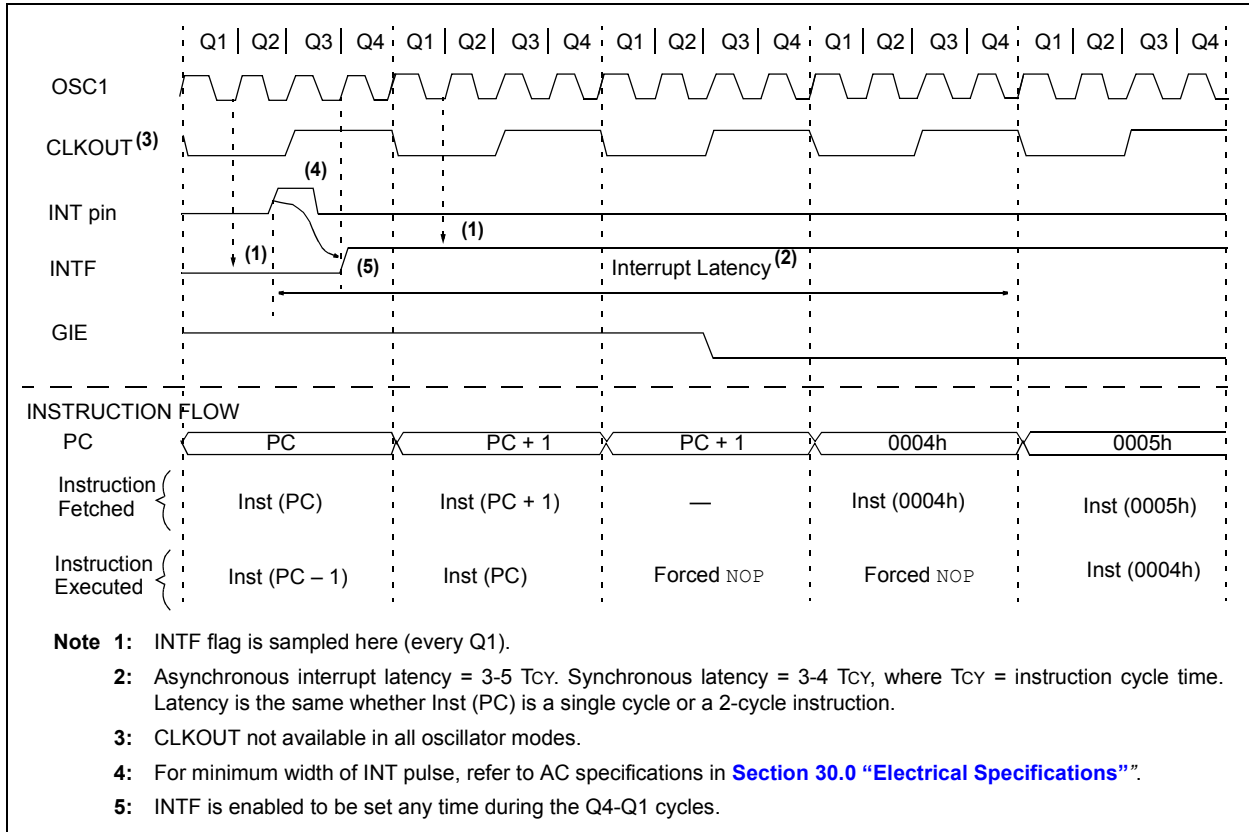 Q1 Q2 Q3 Q4 Q1 Q2 Q3 Q4 Q1 Q2 Q3 Q4 Q1 Q2 Q3 Q4 Q1 Q2 Q3 Q4
OSC1
CLKOUT (3)
(4)
INT pin
(1)
(1)
INTF
(5)
Interrupt Latency (2)
GIE
INSTRUCTION FLOW
PC PC PC + 1 PC + 1 0004h 0005h
Instruction
Fetched
Inst (PC) Inst (PC + 1) — Inst (0004h) Inst (0005h)
Instruction
Executed
Inst (PC – 1) Inst (PC) Forced NOP Forced NOP Inst (0004h)
Note 1: INTF flag is sampled here (every Q1).
2: Asynchronous interrupt latency = 3-5 TCY. Synchronous latency = 3-4 TCY, where TCY = instruction cycle time.
Latency is the same whether Inst (PC) is a single cycle or a 2-cycle instruction.
3: CLKOUT not available in all oscillator modes.
4: For minimum width of INT pulse, refer to AC specifications in Section 30.0 “Electrical Specifications””.
5: INTF is enabled to be set any time during the Q4-Q1 cycles.